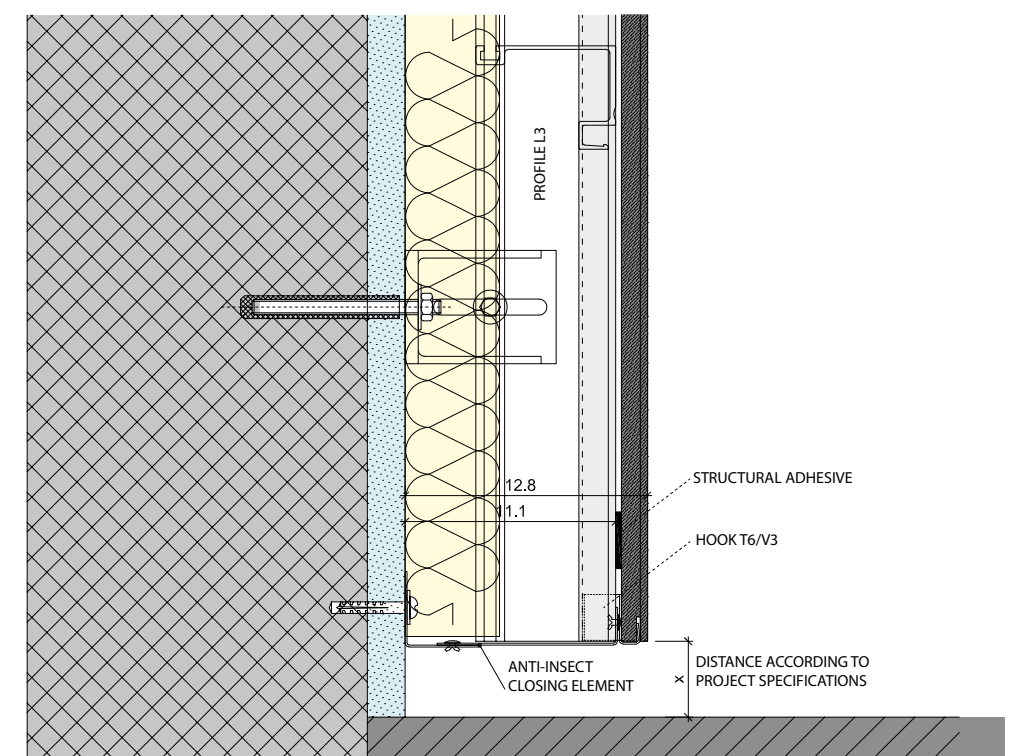 PROFILE L3
12.8
STRUCTURAL ADHESIVE
11.1
HOOK T6/V3
ANTI-INSECT
CLOSING ELEMENT
X
DISTANCE ACCORDING TO
PROJECT SPECIFICATIONS